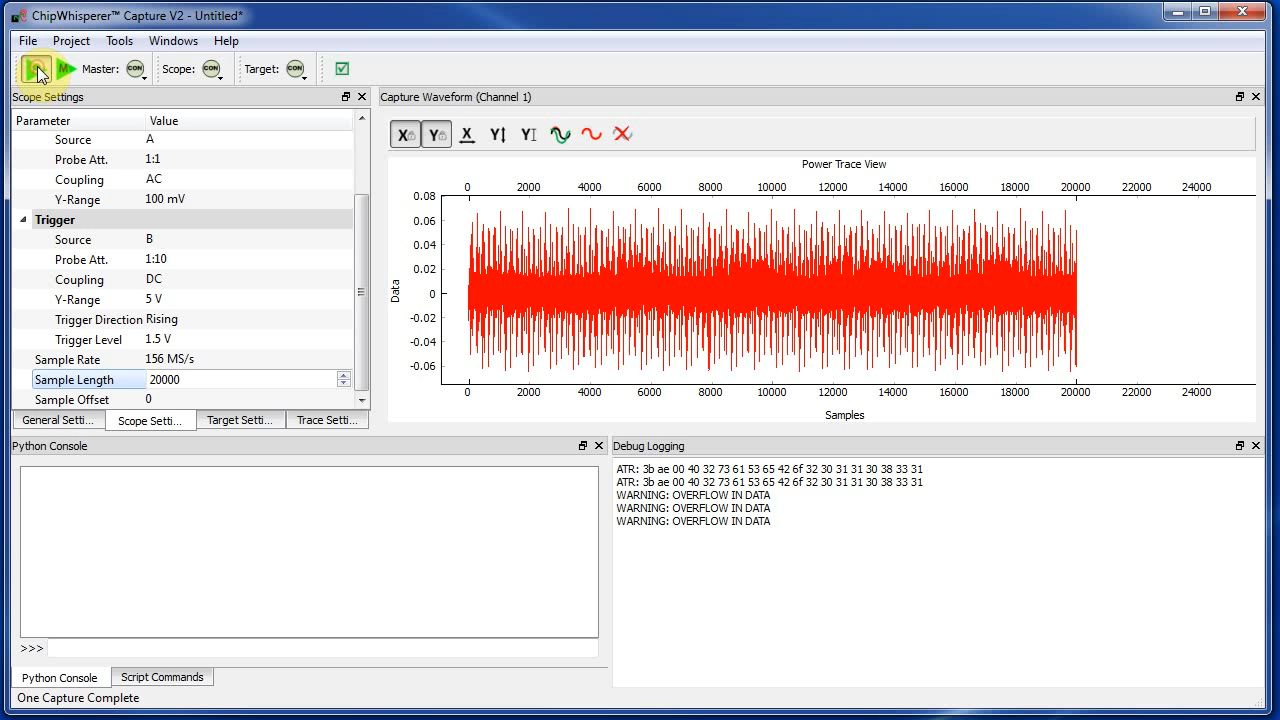 ChipWhisperer™ Capture V2 - Untitled*
File Project Tools Windows Help
M Master: CON Scope: CON Target: CON
Scope Settings
Parameter Value
Source A
Probe Att. 1:1
Coupling AC
Y-Range 100 mV
Trigger
Source B
Probe Att. 1:10
Coupling DC
Y-Range 5 V
Trigger Direction Rising
Trigger Level 1.5 V
Sample Rate 156 MS/s
Sample Length 20000
Sample Offset 0
General Setti... Scope Setti... Target Setti... Trace Setti...
Capture Waveform (Channel 1)
X Y X Y Y
Power Trace View
0 2000 4000 6000 8000 10000 12000 14000 16000 18000 20000 22000 24000
0.08
0.06
0.04
0.02
0
-0.02
-0.04
-0.06
Data
0 2000 4000 6000 8000 10000 12000 14000 16000 18000 20000 22000 24000
Samples
Python Console
>>>
Python Console Script Commands
Debug Logging
ATR: 3b ae 00 40 32 73 61 53 65 42 6f 32 30 31 31 30 38 33 31
ATR: 3b ae 00 40 32 73 61 53 65 42 6f 32 30 31 31 30 38 33 31
WARNING: OVERFLOW IN DATA
WARNING: OVERFLOW IN DATA
WARNING: OVERFLOW IN DATA
One Capture Complete